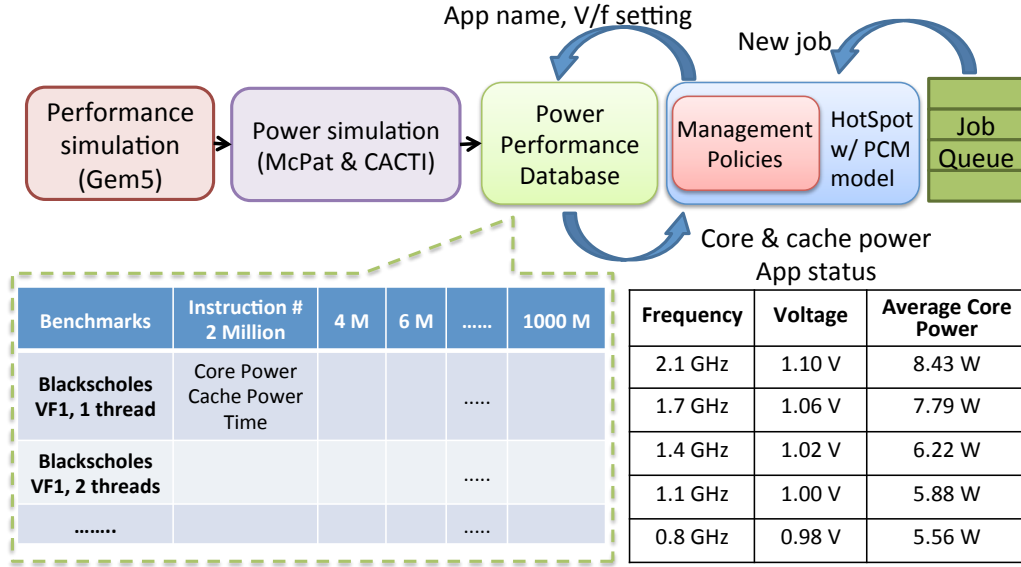 App name, V/f setting
New job
Performance
simulation
(Gem5)
Power simulation
(McPat & CACTI)
Power
Performance
Database
Management
Policies
HotSpot
w/ PCM
model
Job
Queue
Core & cache power
App status
Benchmarks
Instruction #
2 Million
4 M
6 M
......
1000 M
Blackscholes
VF1, 1 thread
Core Power
Cache Power
Time
.....
Blackscholes
VF1, 2 threads
.....
........
.....
Frequency
Voltage
Average Core
Power
2.1 GHz
1.10 V
8.43 W
1.7 GHz
1.06 V
7.79 W
1.4 GHz
1.02 V
6.22 W
1.1 GHz
1.00 V
5.88 W
0.8 GHz
0.98 V
5.56 W